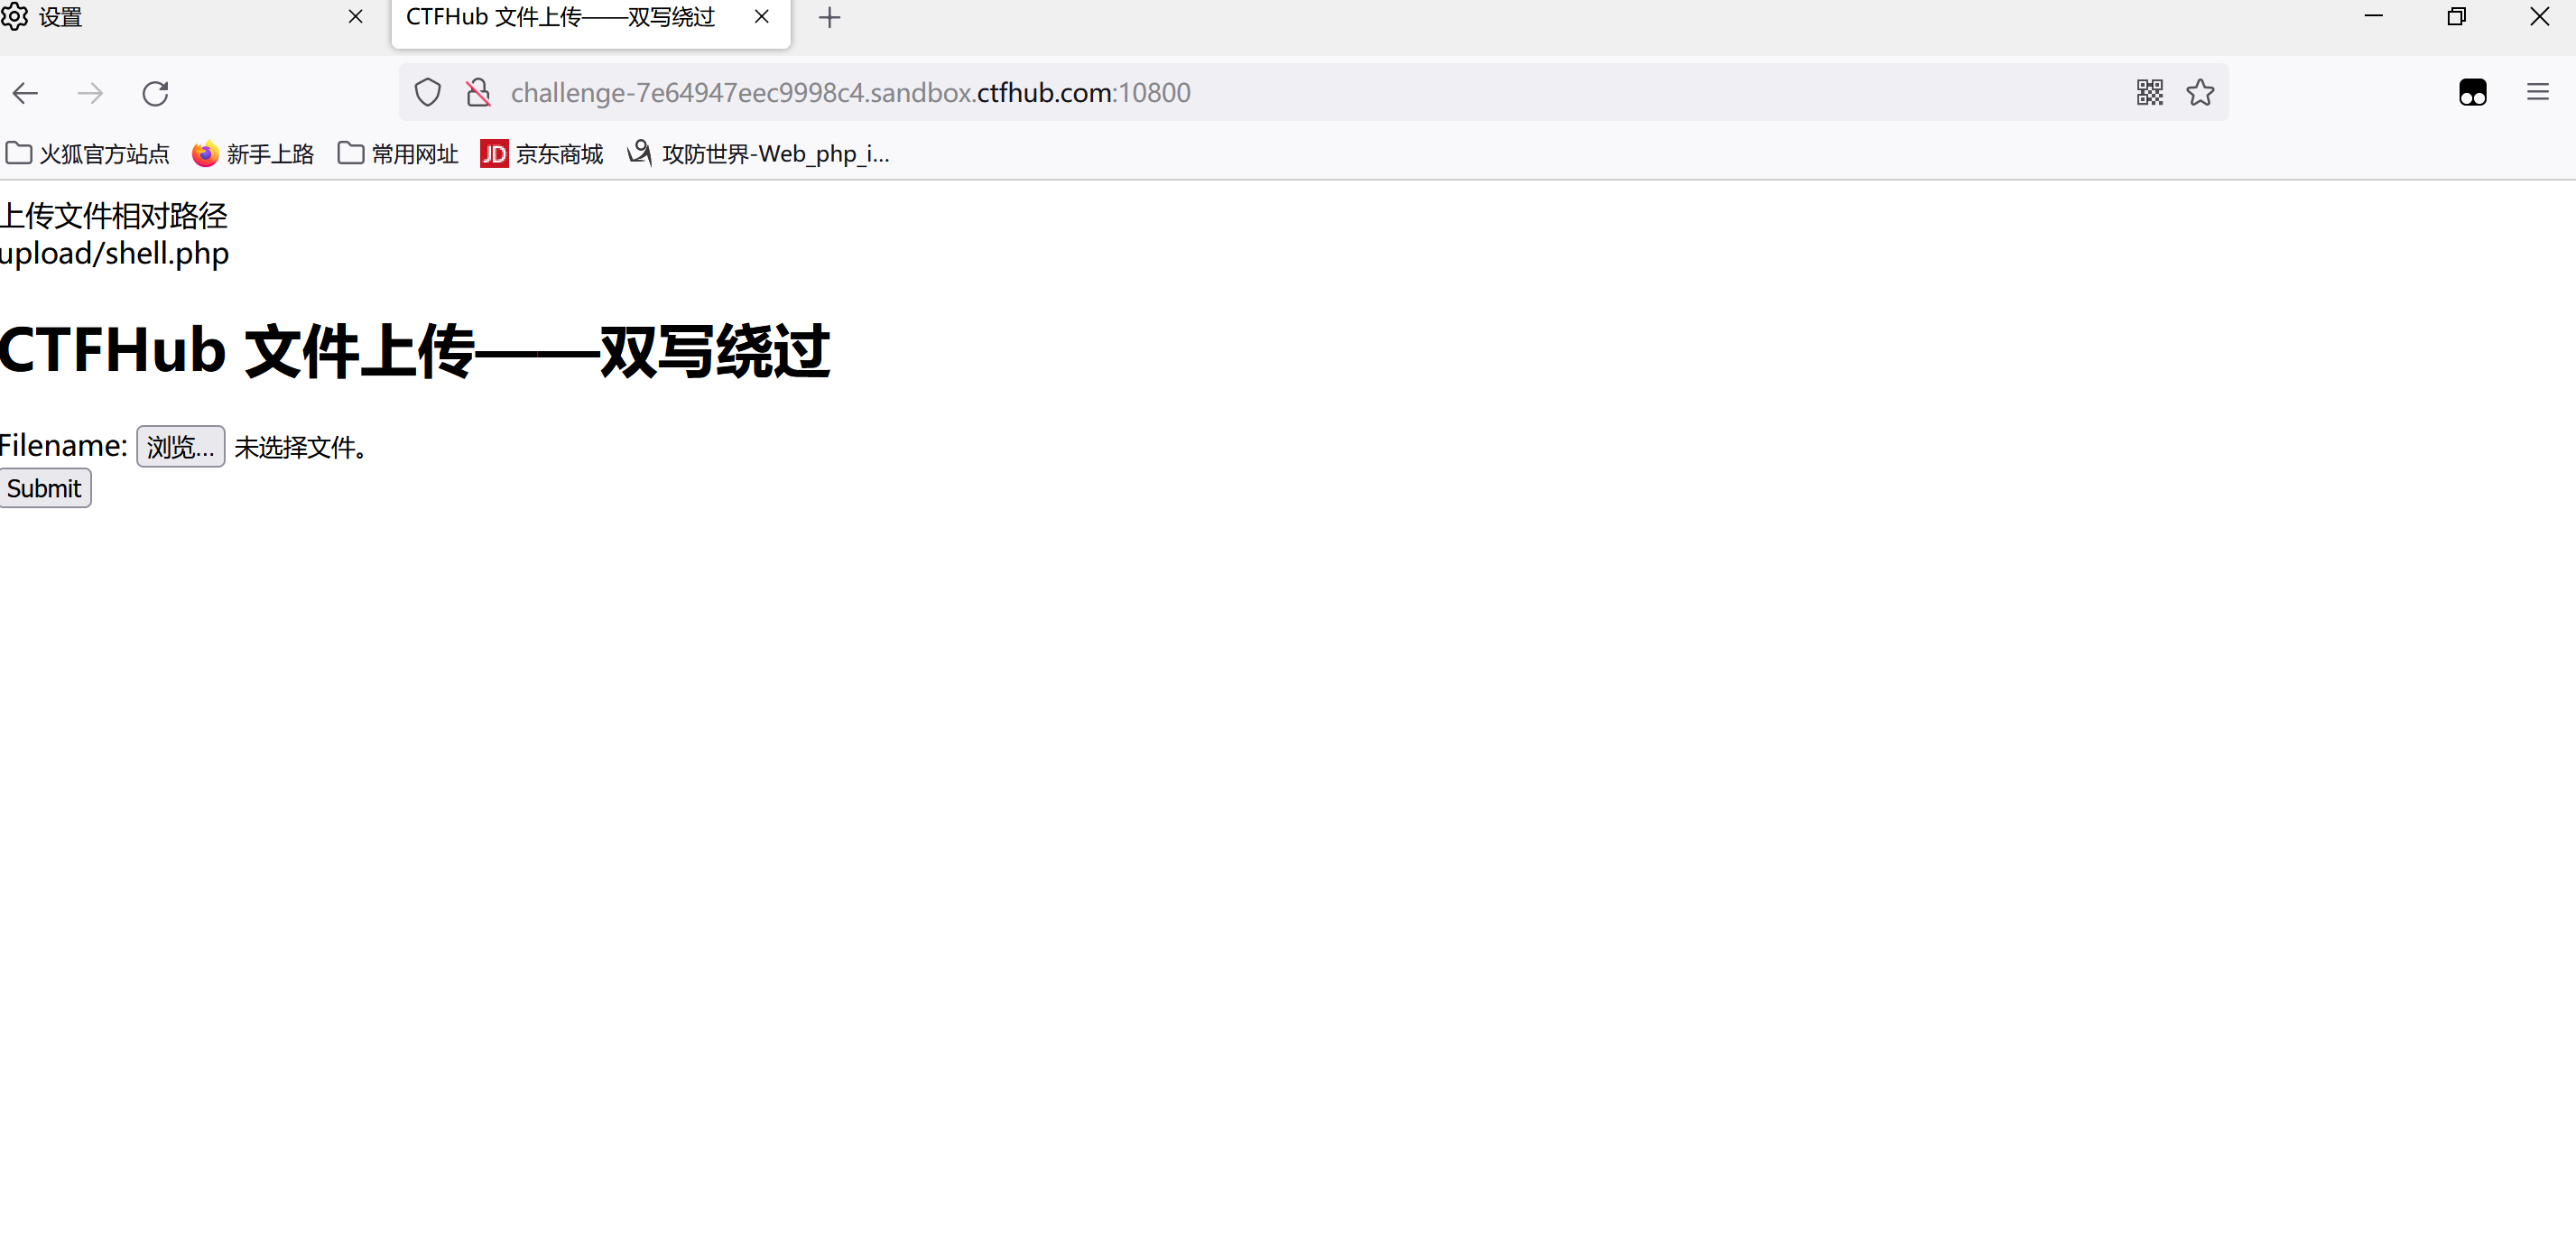 设置
CTFHub 文件上传——双写绕过
challenge-7e64947eec9998c4.sandbox.ctfhub.com:10800
火狐官方站点 新手上路 常用网址 JD 京东商城 攻防世界-Web_php_i...
上传文件相对路径
upload/shell.php
CTFHub 文件上传——双写绕过
Filename: 浏览... 未选择文件。
Submit